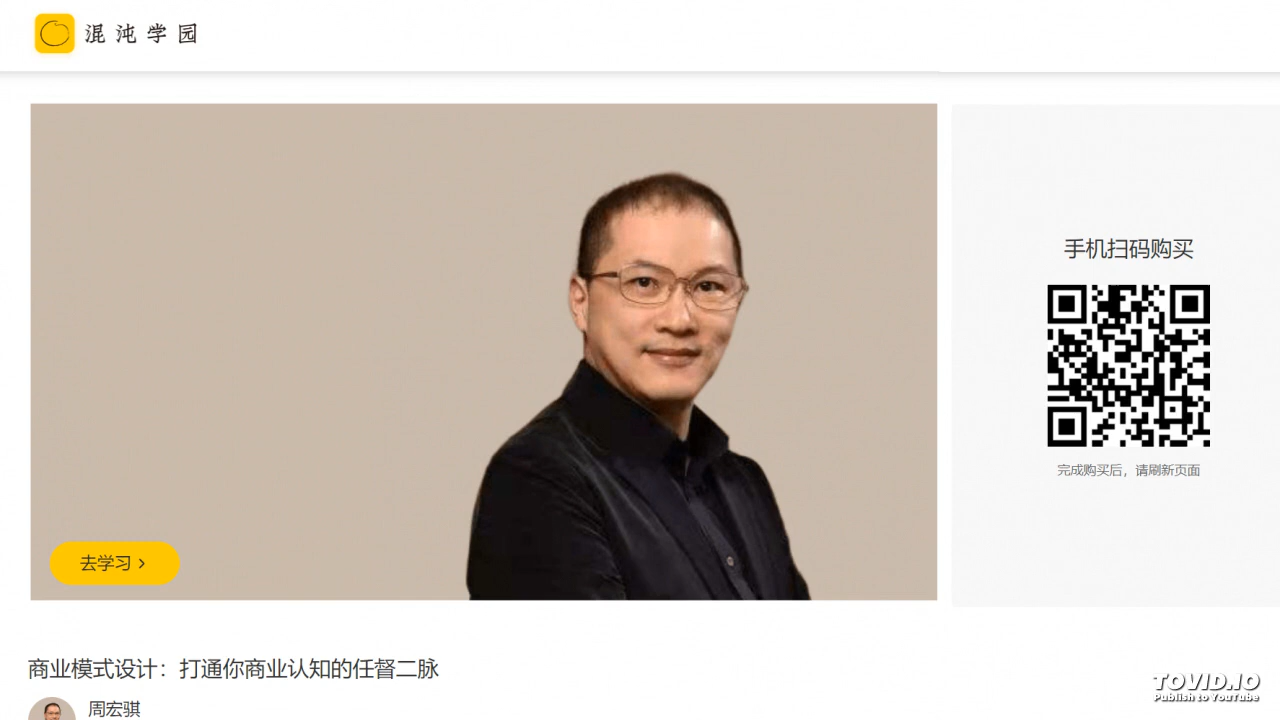 混沌学园
手机扫码购买
完成购买后，请刷新页面
去学习 >
商业模式设计：打通你商业认知的任督二脉
周宏骐
TOVID.IO
Publish to YouTube